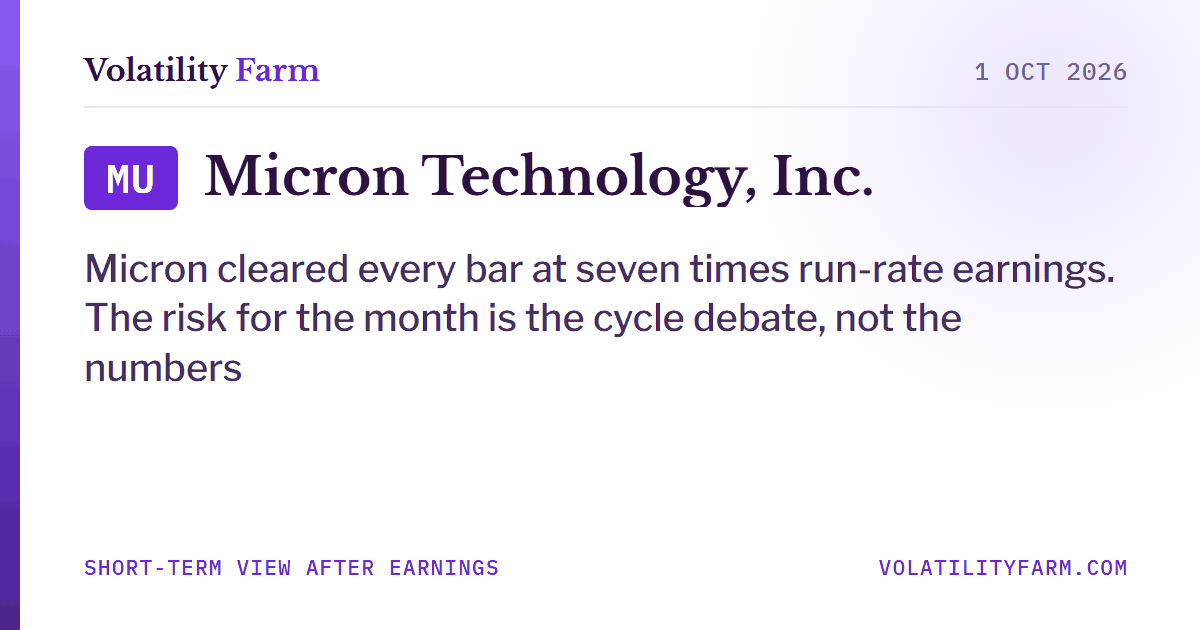 Volatility Farm
1 OCT 2026
MU Micron Technology, Inc.
Micron cleared every bar at seven times run-rate earnings.
The risk for the month is the cycle debate, not the
numbers
SHORT-TERM VIEW AFTER EARNINGS
VOLATILITYFARM.COM